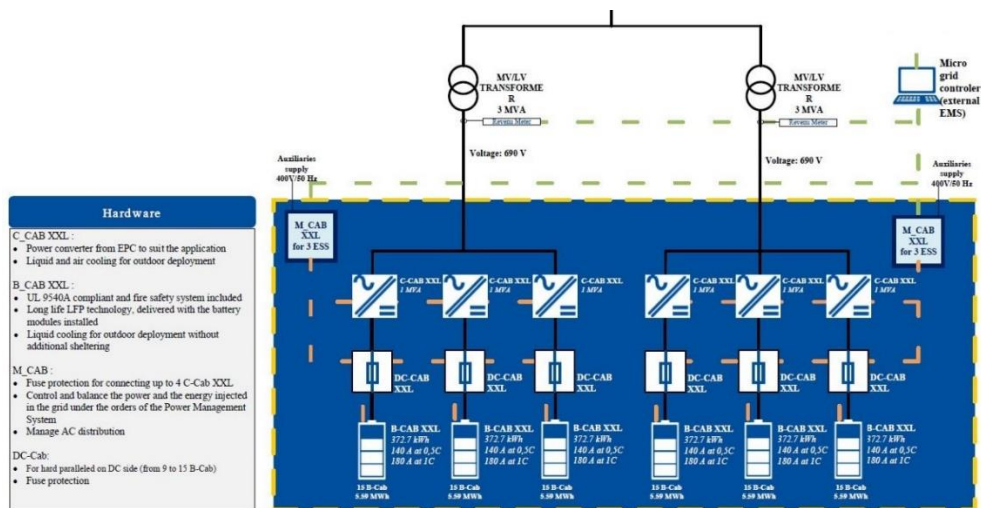 MV/LV
TRANSFORME
R
3 MVA
Revenu Meter
Voltage: 690 V
MV/LV
TRANSFORME
R
3 MVA
Revenu Meter
Voltage: 690 V
Micro
grid
controler
(external
EMS)
Auxiliaries
supply
400V/50 Hz
Auxiliaries
supply
400V/50 Hz
Hardware
C_CAB XXL :
• Power converter from EPC to suit the application
• Liquid and air cooling for outdoor deployment
B_CAB XXL :
• UL 9540A compliant and fire safety system included
• Long life LFP technology, delivered with the battery
modules installed
• Liquid cooling for outdoor deployment without
additional sheltering
M_CAB :
• Fuse protection for connecting up to 4 C-Cab XXL
• Control and balance the power and the energy injected
in the grid under the orders of the Power Management
System
• Manage AC distribution
DC-Cab:
• For hard paralleled on DC side (from 9 to 15 B-Cab)
• Fuse protection
M_CAB
XXL
for 3 ESS
M_CAB
XXL
for 3 ESS
C-CAB XXL
1 MVA
C-CAB XXL
1 MVA
C-CAB XXL
1 MVA
C-CAB XXL
1 MVA
C-CAB XXL
1 MVA
C-CAB XXL
1 MVA
DC-CAB
XXL
DC-CAB
XXL
DC-CAB
XXL
DC-CAB
XXL
DC-CAB
XXL
DC-CAB
XXL
B-CAB XXL
372.7 kWh
140 A at 0,5C
180 A at 1C
15 B-Cab
5.59 MWh
B-CAB XXL
372.7 kWh
140 A at 0,5C
180 A at 1C
15 B-Cab
5.59 MWh
B-CAB XXL
372.7 kWh
140 A at 0,5C
180 A at 1C
15 B-Cab
5.59 MWh
B-CAB XXL
372.7 kWh
140 A at 0,5C
180 A at 1C
15 B-Cab
5.59 MWh
B-CAB XXL
372.7 kWh
140 A at 0,5C
180 A at 1C
15 B-Cab
5.59 MWh
B-CAB XXL
372.7 kWh
140 A at 0,5C
180 A at 1C
15 B-Cab
5.59 MWh